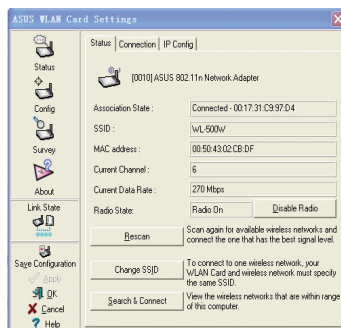 ASUS WLAN Card Settings
Status
Config
Survey
About
Link State
Save Configuration
Apply
OK
Cancel
Help
Status Connection IP Config
[0010] ASUS 802.11n Network Adapter
Association State : Connected - 00:17:31:C9:97:D4
SSID : WL-500W
MAC address : 00:50:43:02:CB:DF
Current Channel : 6
Current Data Rate : 270 Mbps
Radio State: Radio On Disable Radio
Rescan
Scan again for available wireless networks and
connect the one that has the best signal level.
Change SSID
To connect to one wireless network, your
WLAN Card and wireless network must specify
the same SSID.
Search & Connect
View the wireless networks that are within range
of this computer.